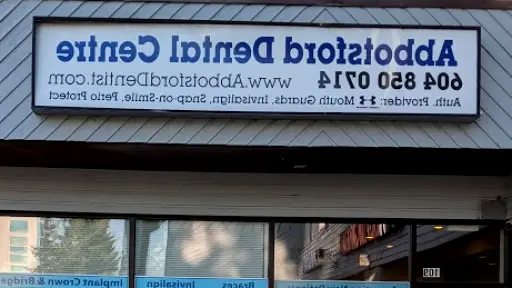 Abbotsford Dental Centre
604 850 0714 www.AbbotsfordDentist.com
Auth. Provider: Mouth Guards, Invisalign, Snap-on-Smile, Perio Protect
Implant Crown & Bridge
Invisalign
Braces
109